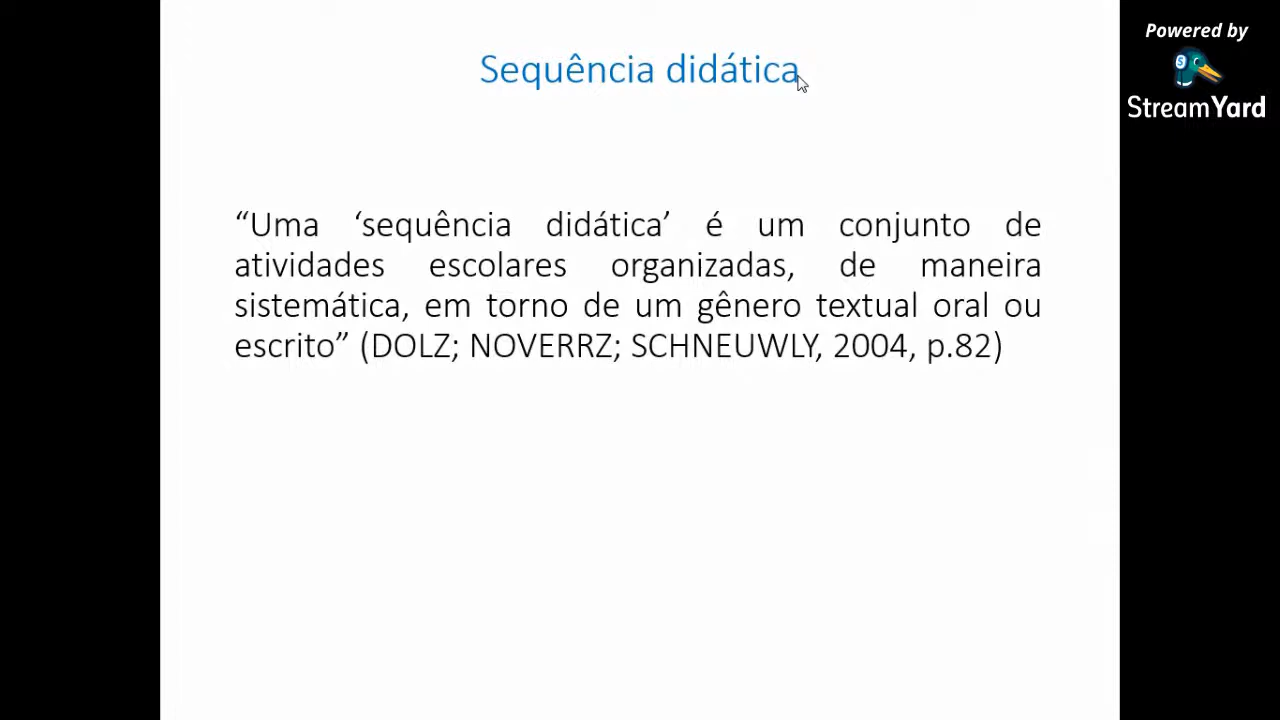 Powered by
StreamYard
Sequência didática
“Uma ‘sequência didática’ é um conjunto de
atividades escolares organizadas, de maneira
sistemática, em torno de um gênero textual oral ou
escrito” (DOLZ; NOVERRZ; SCHNEUWLY, 2004, p.82)